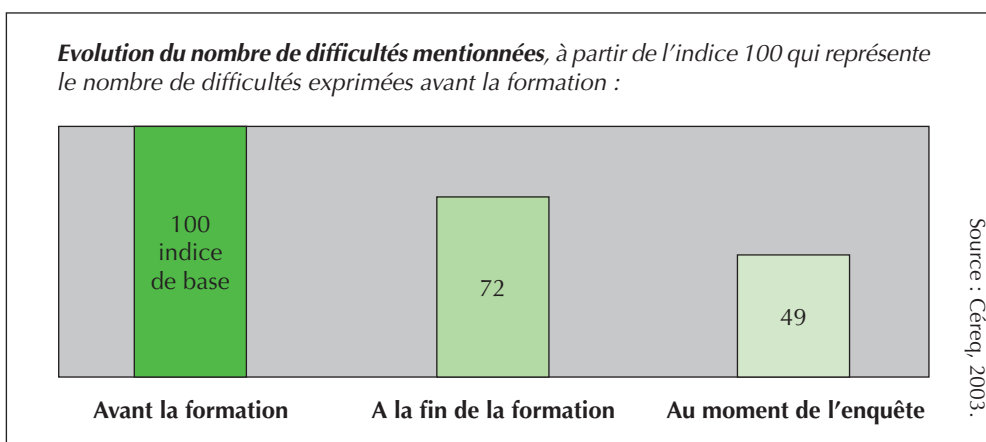 Evolution du nombre de difficultés mentionnées, à partir de l'indice 100 qui représente
le nombre de difficultés exprimées avant la formation :
100
indice
de base
72
49
Avant la formation
A la fin de la formation
Au moment de l'enquête
Source : Céreq, 2003.